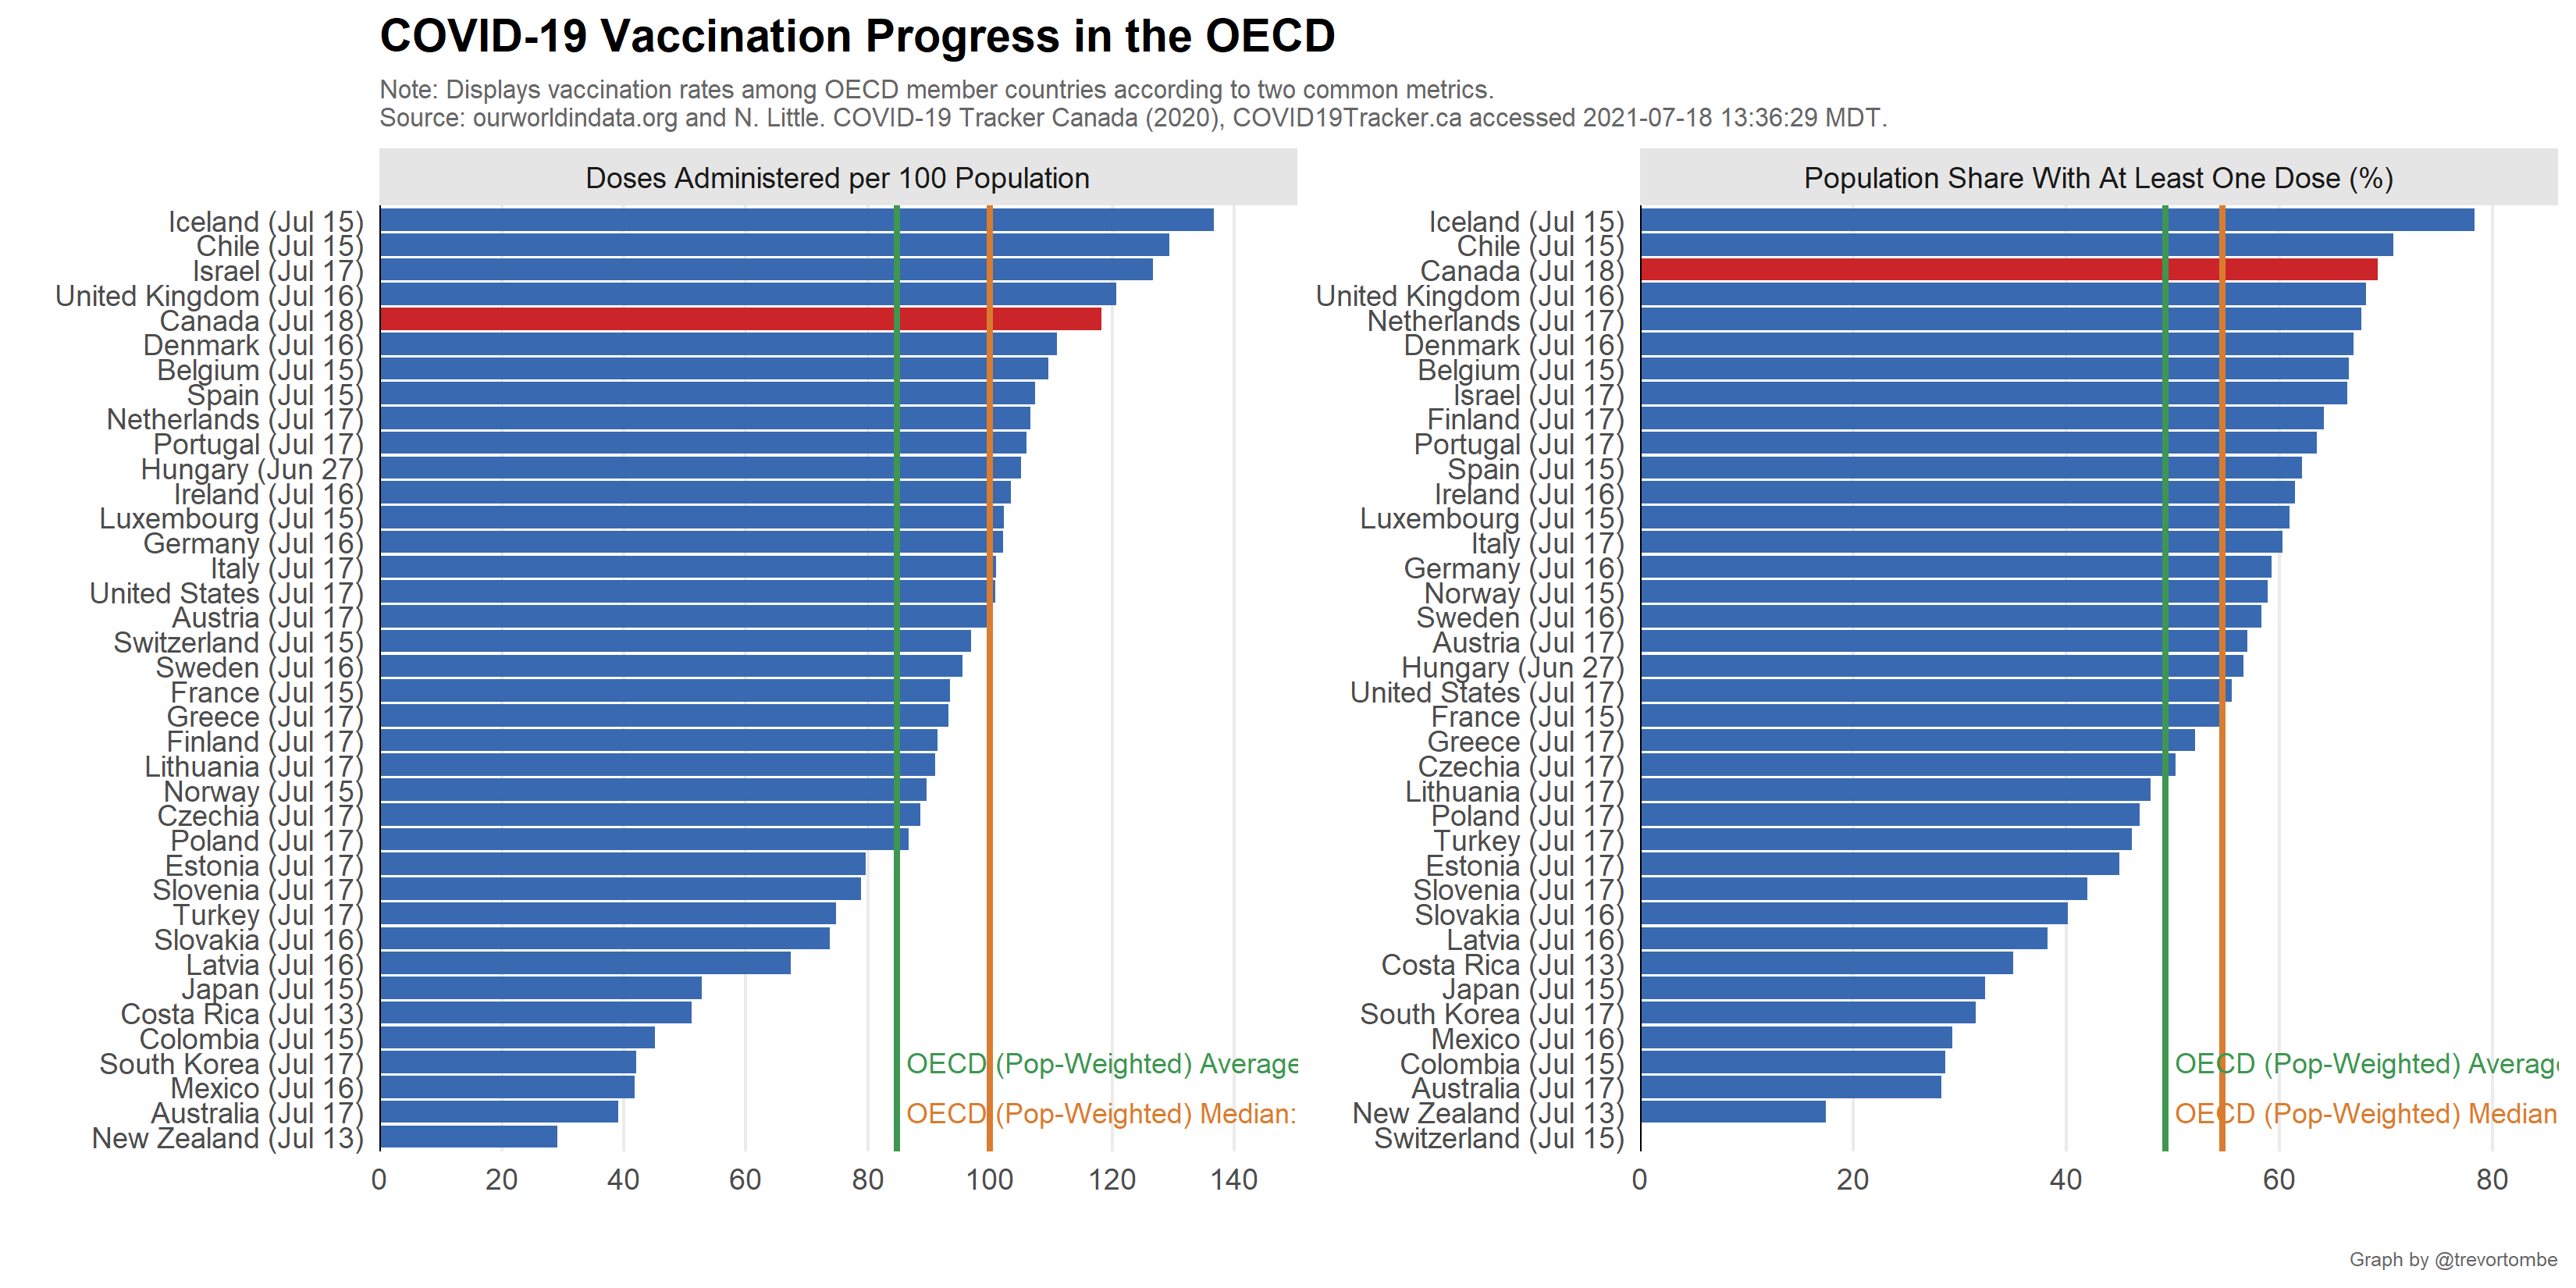 COVID-19 Vaccination Progress in the OECD
Note: Displays vaccination rates among OECD member countries according to two common metrics.
Source: ourworldindata.org and N. Little. COVID-19 Tracker Canada (2020), COVID19Tracker.ca accessed 2021-07-18 13:36:29 MDT.
Doses Administered per 100 Population
Iceland (Jul 15)
Chile (Jul 15)
Israel (Jul 17)
United Kingdom (Jul 16)
Canada (Jul 18)
Denmark (Jul 16)
Belgium (Jul 15)
Spain (Jul 15)
Netherlands (Jul 17)
Portugal (Jul 17)
Hungary (Jun 27)
Ireland (Jul 16)
Luxembourg (Jul 15)
Germany (Jul 16)
Italy (Jul 17)
United States (Jul 17)
Austria (Jul 17)
Switzerland (Jul 15)
Sweden (Jul 16)
France (Jul 15)
Greece (Jul 17)
Finland (Jul 17)
Lithuania (Jul 17)
Norway (Jul 15)
Czechia (Jul 17)
Poland (Jul 17)
Estonia (Jul 17)
Slovenia (Jul 17)
Turkey (Jul 17)
Slovakia (Jul 16)
Latvia (Jul 16)
Japan (Jul 15)
Costa Rica (Jul 13)
Colombia (Jul 15)
South Korea (Jul 17)
Mexico (Jul 16)
Australia (Jul 17)
New Zealand (Jul 13)
OECD (Pop-Weighted) Average
OECD (Pop-Weighted) Median:
0 20 40 60 80 100 120 140
Population Share With At Least One Dose (%)
Iceland (Jul 15)
Chile (Jul 15)
Canada (Jul 18)
United Kingdom (Jul 16)
Netherlands (Jul 17)
Denmark (Jul 16)
Belgium (Jul 15)
Israel (Jul 17)
Finland (Jul 17)
Portugal (Jul 17)
Spain (Jul 15)
Ireland (Jul 16)
Luxembourg (Jul 15)
Italy (Jul 17)
Germany (Jul 16)
Norway (Jul 15)
Sweden (Jul 16)
Austria (Jul 17)
Hungary (Jun 27)
United States (Jul 17)
France (Jul 15)
Greece (Jul 17)
Czechia (Jul 17)
Lithuania (Jul 17)
Poland (Jul 17)
Turkey (Jul 17)
Estonia (Jul 17)
Slovenia (Jul 17)
Slovakia (Jul 16)
Latvia (Jul 16)
Costa Rica (Jul 13)
Japan (Jul 15)
South Korea (Jul 17)
Mexico (Jul 16)
Colombia (Jul 15)
Australia (Jul 17)
New Zealand (Jul 13)
Switzerland (Jul 15)
OECD (Pop-Weighted) Average
OECD (Pop-Weighted) Median
0 20 40 60 80
Graph by @trevortombe